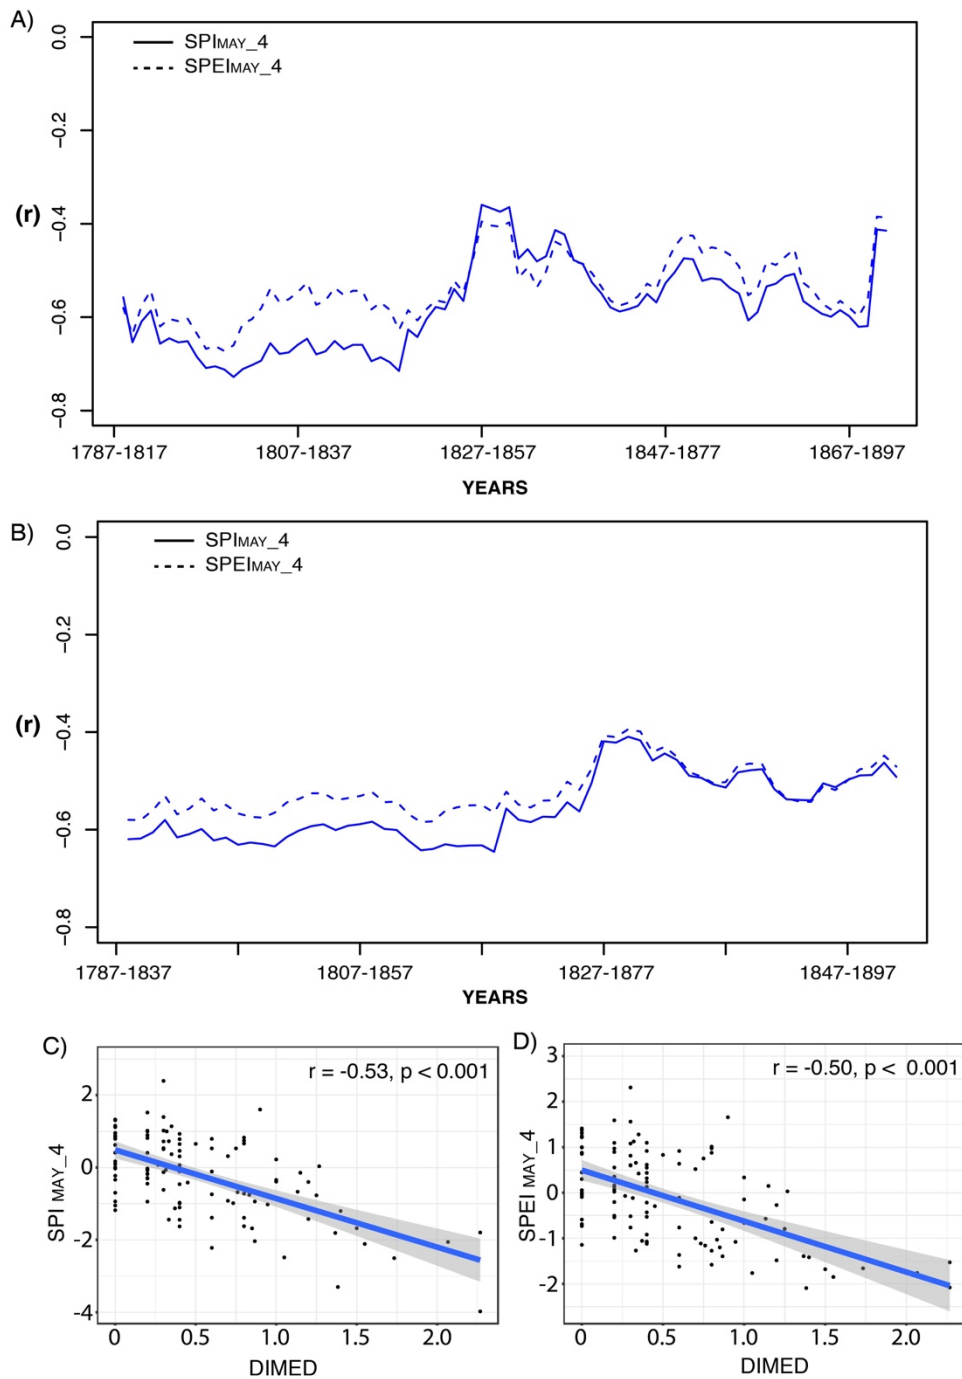 A)
SPIMAY_4
SPEIMAY_4
0.0
−0.2
−0.4
(r)
−0.6
−0.8
1787-1817
1807-1837
1827-1857
1847-1877
1867-1897
YEARS
B)
SPIMAY_4
SPEIMAY_4
0.0
−0.2
−0.4
(r)
−0.6
−0.8
1787-1837
1807-1857
1827-1877
1847-1897
YEARS
C)
r = -0.53, p < 0.001
2
0
-2
-4
SPI MAY_4
0
0.5
1.0
1.5
2.0
DIMED
D)
r = -0.50, p < 0.001
3
2
1
0
-1
-2
SPEI MAY_4
0
0.5
1.0
1.5
2.0
DIMED